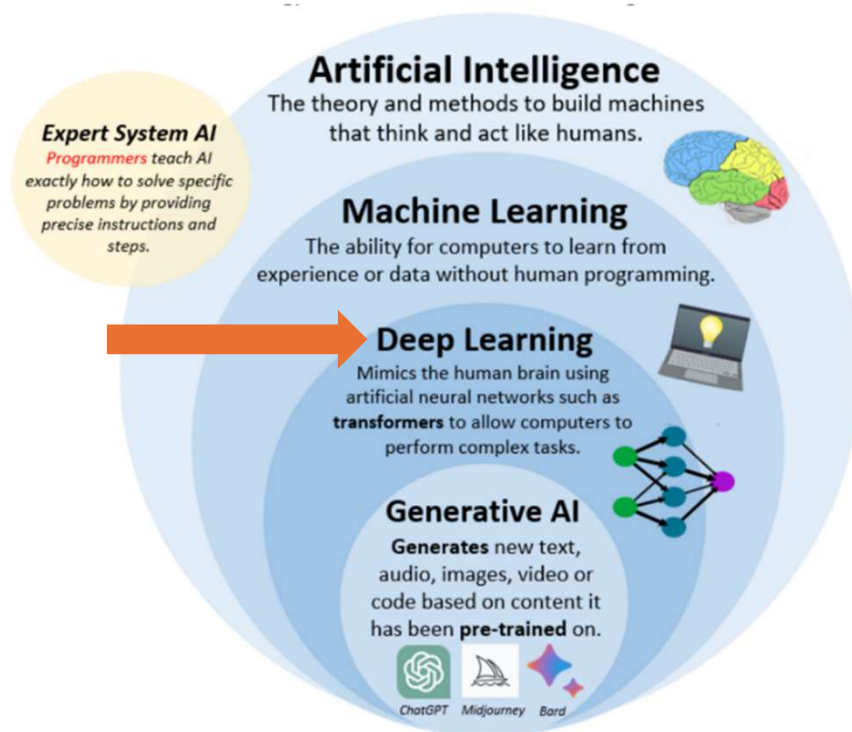 Artificial Intelligence
The theory and methods to build machines
that think and act like humans.
Expert System AI
Programmers teach AI
exactly how to solve specific
problems by providing
precise instructions and
steps.
Machine Learning
The ability for computers to learn from
experience or data without human programming.
Deep Learning
Mimics the human brain using
artificial neural networks such as
transformers to allow computers to
perform complex tasks.
Generative AI
Generates new text,
audio, images, video or
code based on content it
has been pre-trained on.
ChatGPT Midjourney Bard